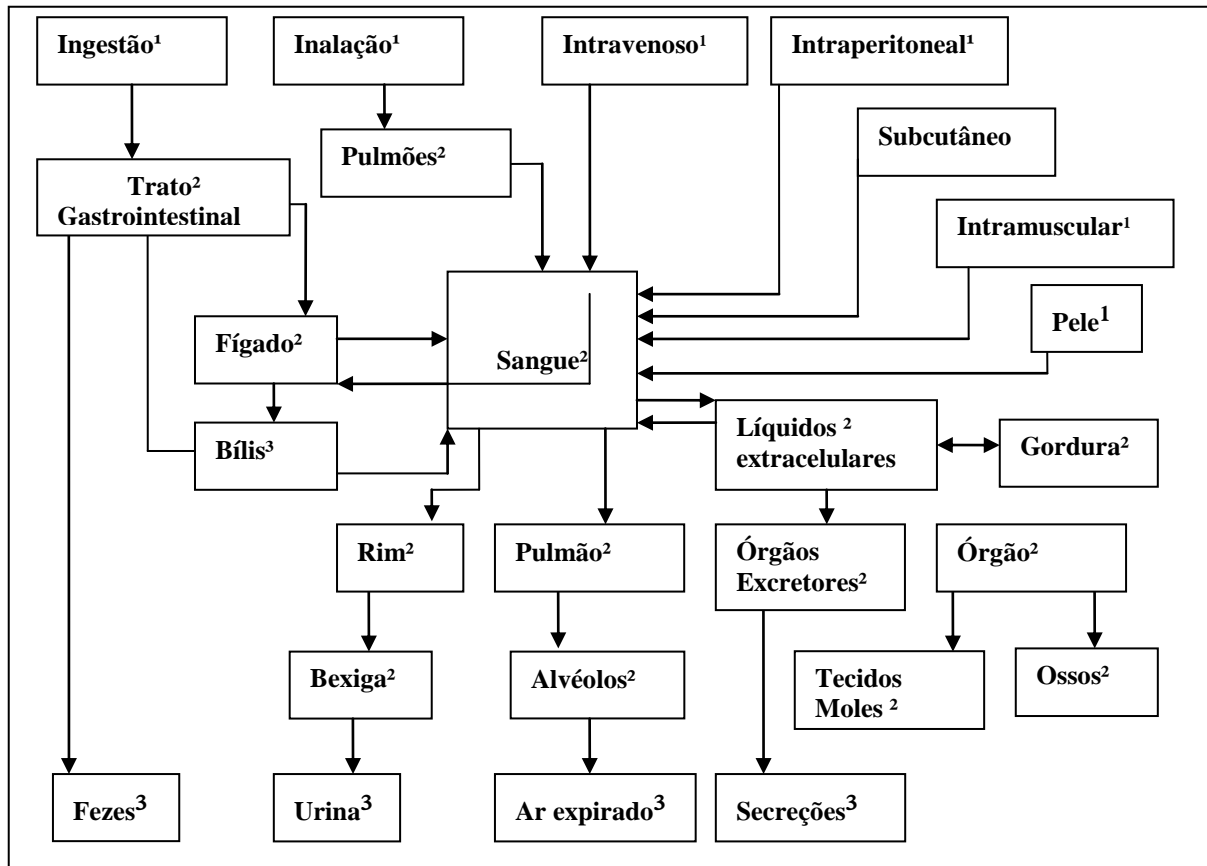 Ingestão¹
Inalação¹
Intravenoso¹
Intraperitoneal¹
Subcutâneo
Pulmões²
Trato²
Gastrointestinal
Intramuscular¹
Pele¹
Fígado²
Sangue²
Bílis³
Líquidos ²
extracelulares
Gordura²
Rim²
Pulmão²
Órgãos
Excretores²
Órgão²
Bexiga²
Alvéolos²
Tecidos
Moles ²
Ossos²
Fezes³
Urina³
Ar expirado³
Secreções³